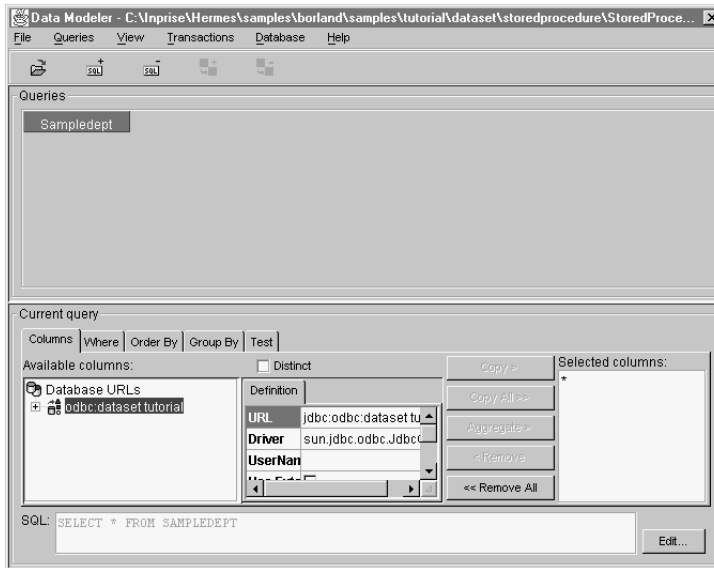 Data Modeler - C:\Inprise\Hermes\samples\borland\samples\tutorial\dataset\storedprocedure\StoredProce...
File Queries View Transactions Database Help
SQL SQL
Queries
Sampledept
Current query
Columns Where Order By Group By Test
Available columns:
Distinct
Selected columns:
Database URLs
odbc:dataset tutorial
Definition
URL jdbc:odbc:dataset tu
Driver sun.jdbc.odbc.Jdbc
UserNam
Copy >
Copy All >>
Aggregate >
< Remove
<< Remove All
*
SQL: SELECT * FROM SAMPLEDEPT
Edit...